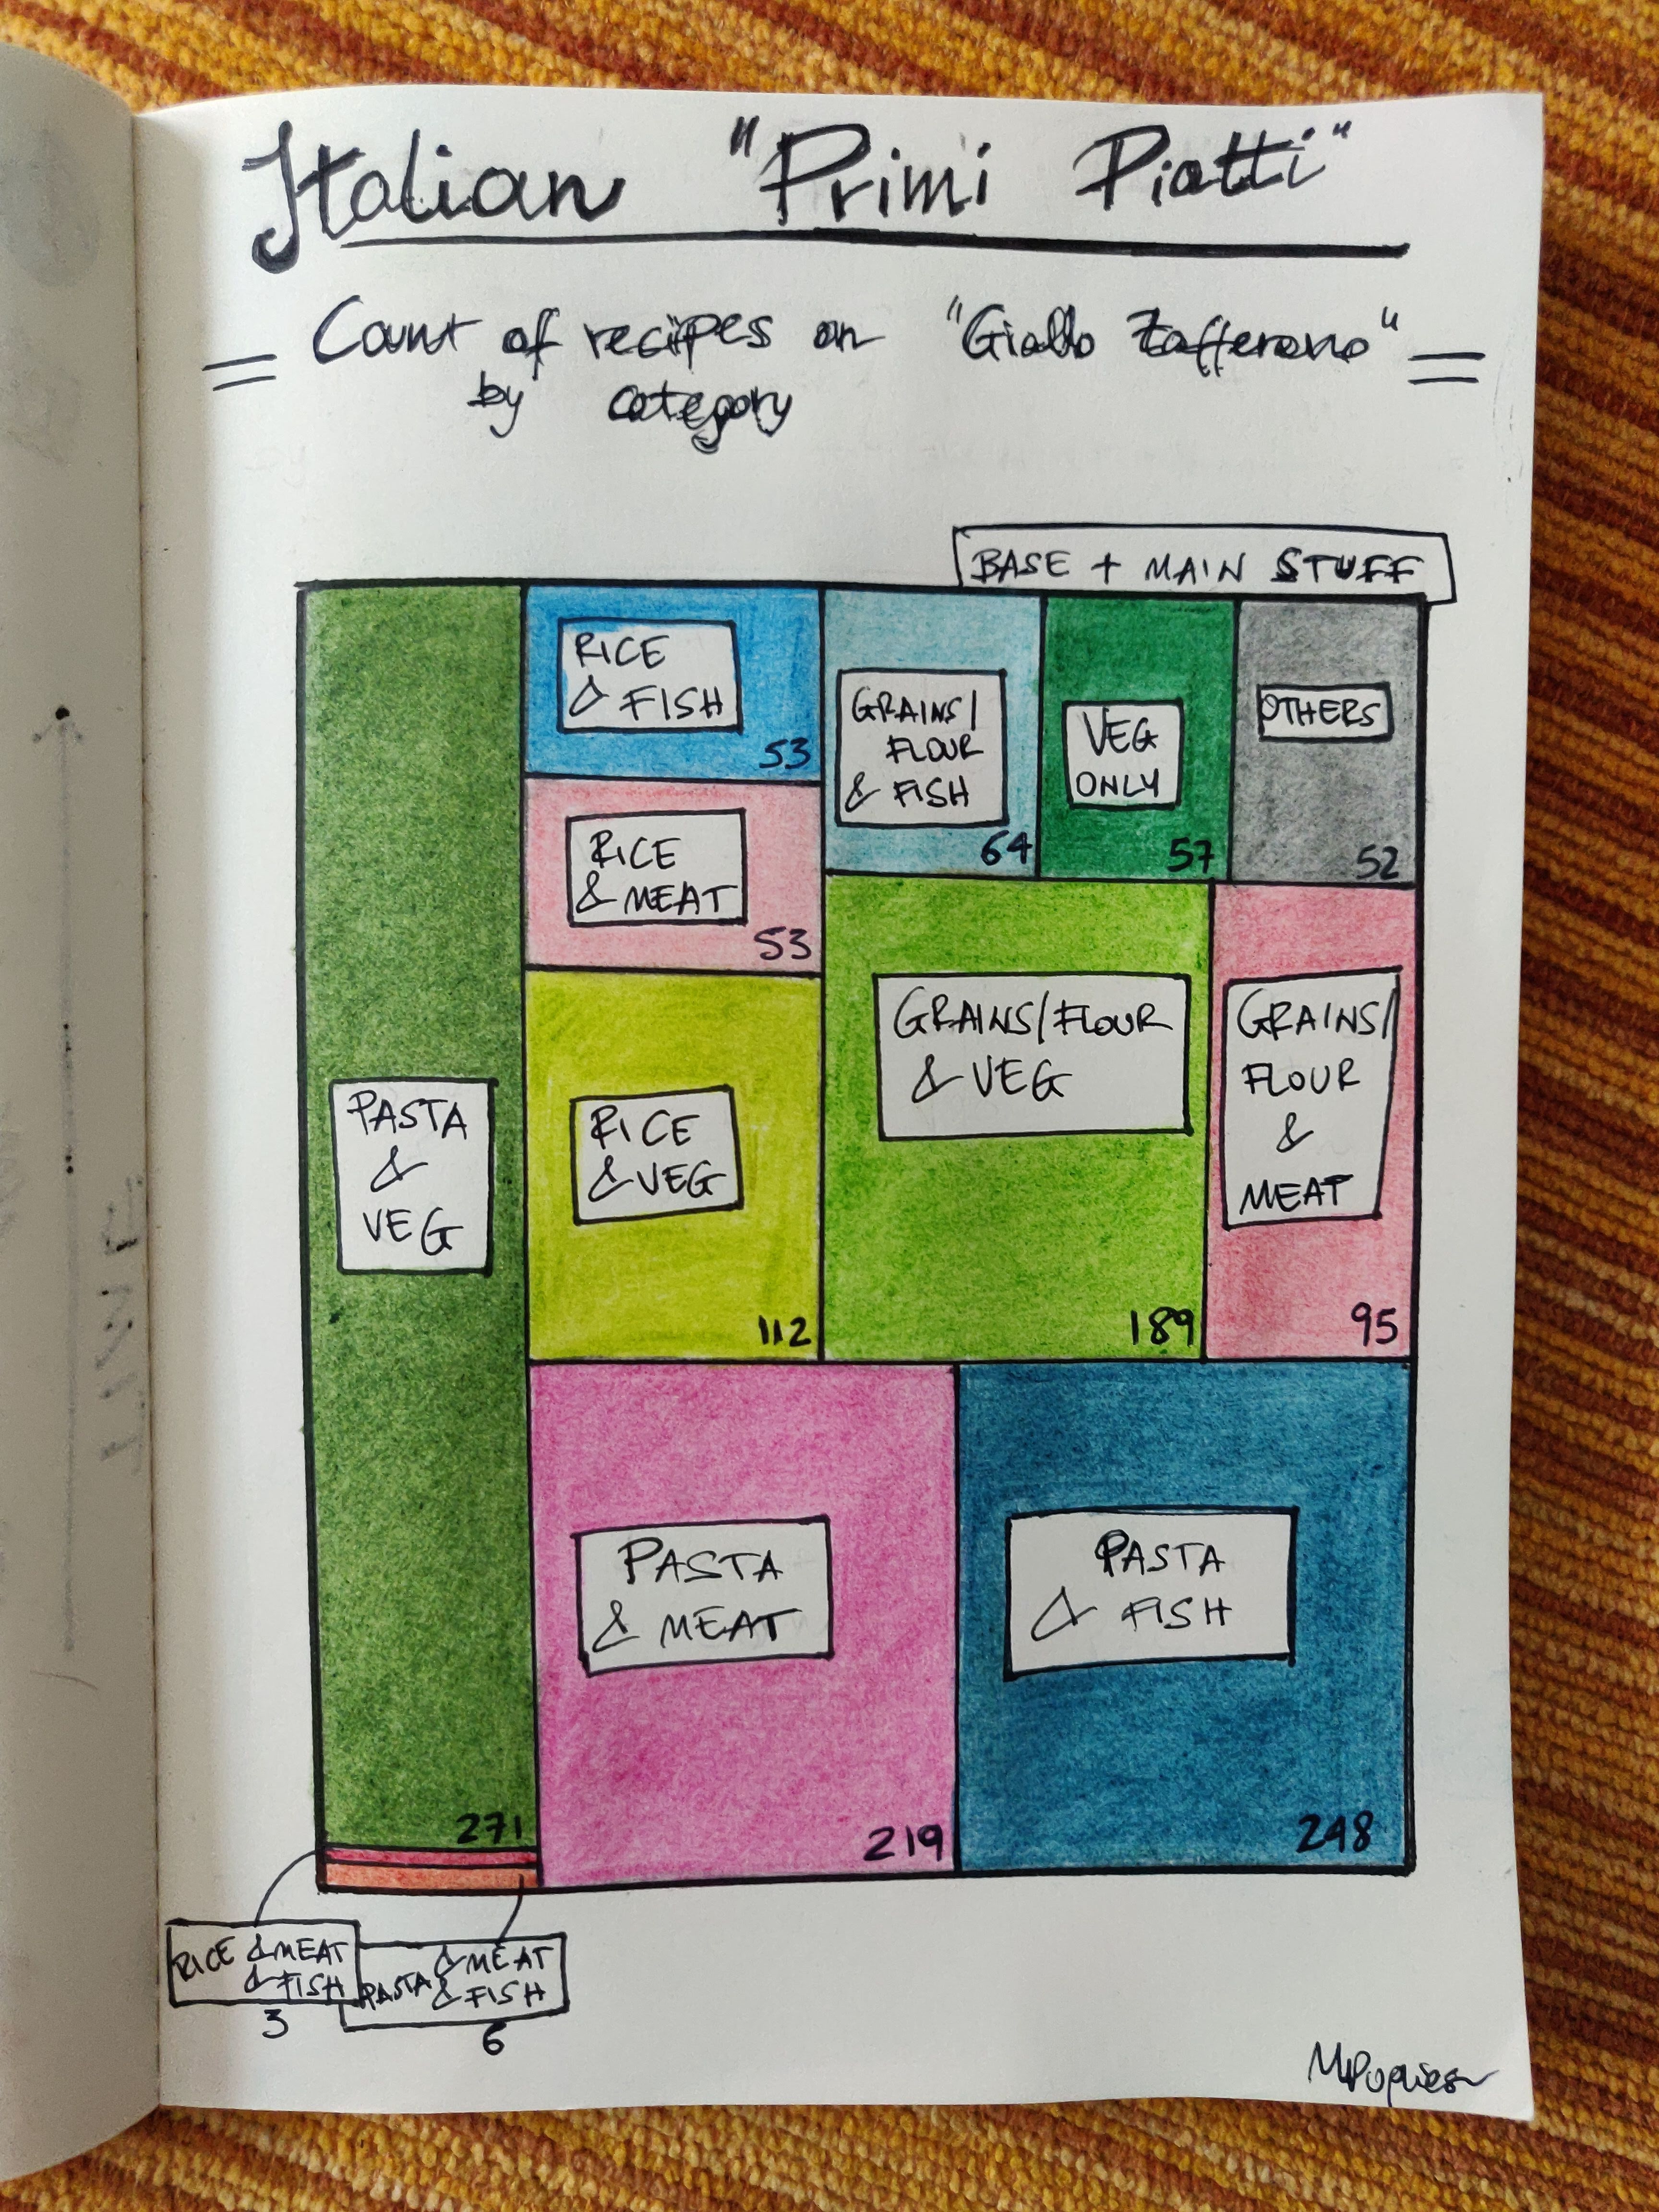 Italian "Primi Piatti"
= Count of recipes on "Giallo Zafferano" =
by category
BASE + MAIN STUFF
RICE
& FISH
53
GRAINS/
FLOUR
& FISH
64
VEG
ONLY
57
OTHERS
52
RICE
& MEAT
53
PASTA
&
VEG
271
RICE
& VEG
112
GRAINS/FLOUR
& VEG
189
GRAINS/
FLOUR
&
MEAT
95
PASTA
& MEAT
219
PASTA
& FISH
248
RICE & MEAT
& FISH
3
PASTA & MEAT
& FISH
6